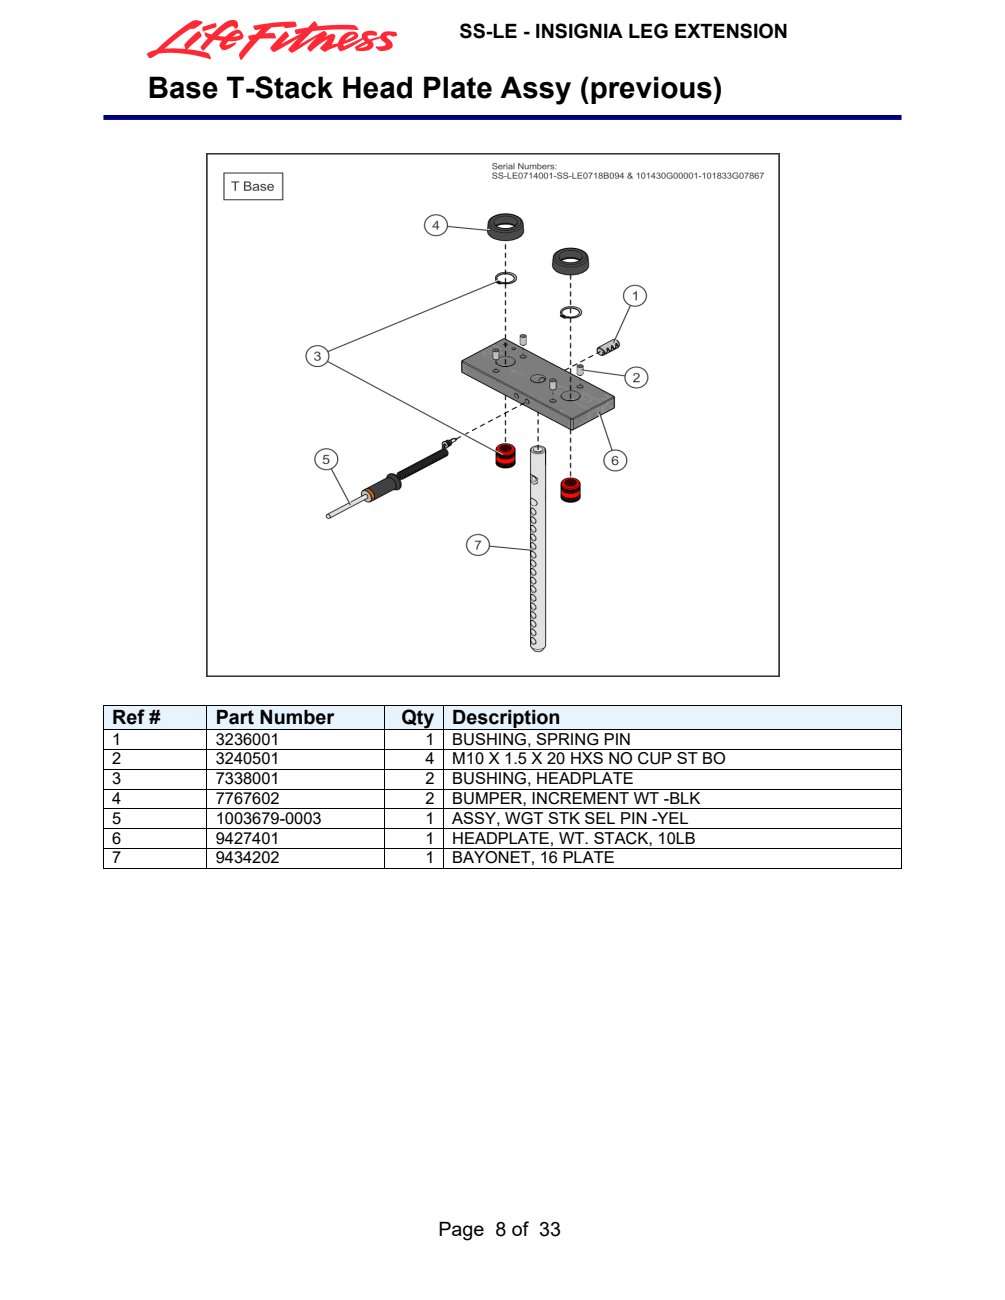 Life Fitness
SS-LE - INSIGNIA LEG EXTENSION
Base T-Stack Head Plate Assy (previous)
Serial Numbers:
SS-LE0714001-SS-LE0718B094 & 101430G00001-101833G07867
T Base
4
1
3
2
5
6
7
Ref # Part Number Qty Description
1 3236001 1 BUSHING, SPRING PIN
2 3240501 4 M10 X 1.5 X 20 HXS NO CUP ST BO
3 7338001 2 BUSHING, HEADPLATE
4 7767602 2 BUMPER, INCREMENT WT -BLK
5 1003679-0003 1 ASSY, WGT STK SEL PIN -YEL
6 9427401 1 HEADPLATE, WT. STACK, 10LB
7 9434202 1 BAYONET, 16 PLATE
Page 8 of 33